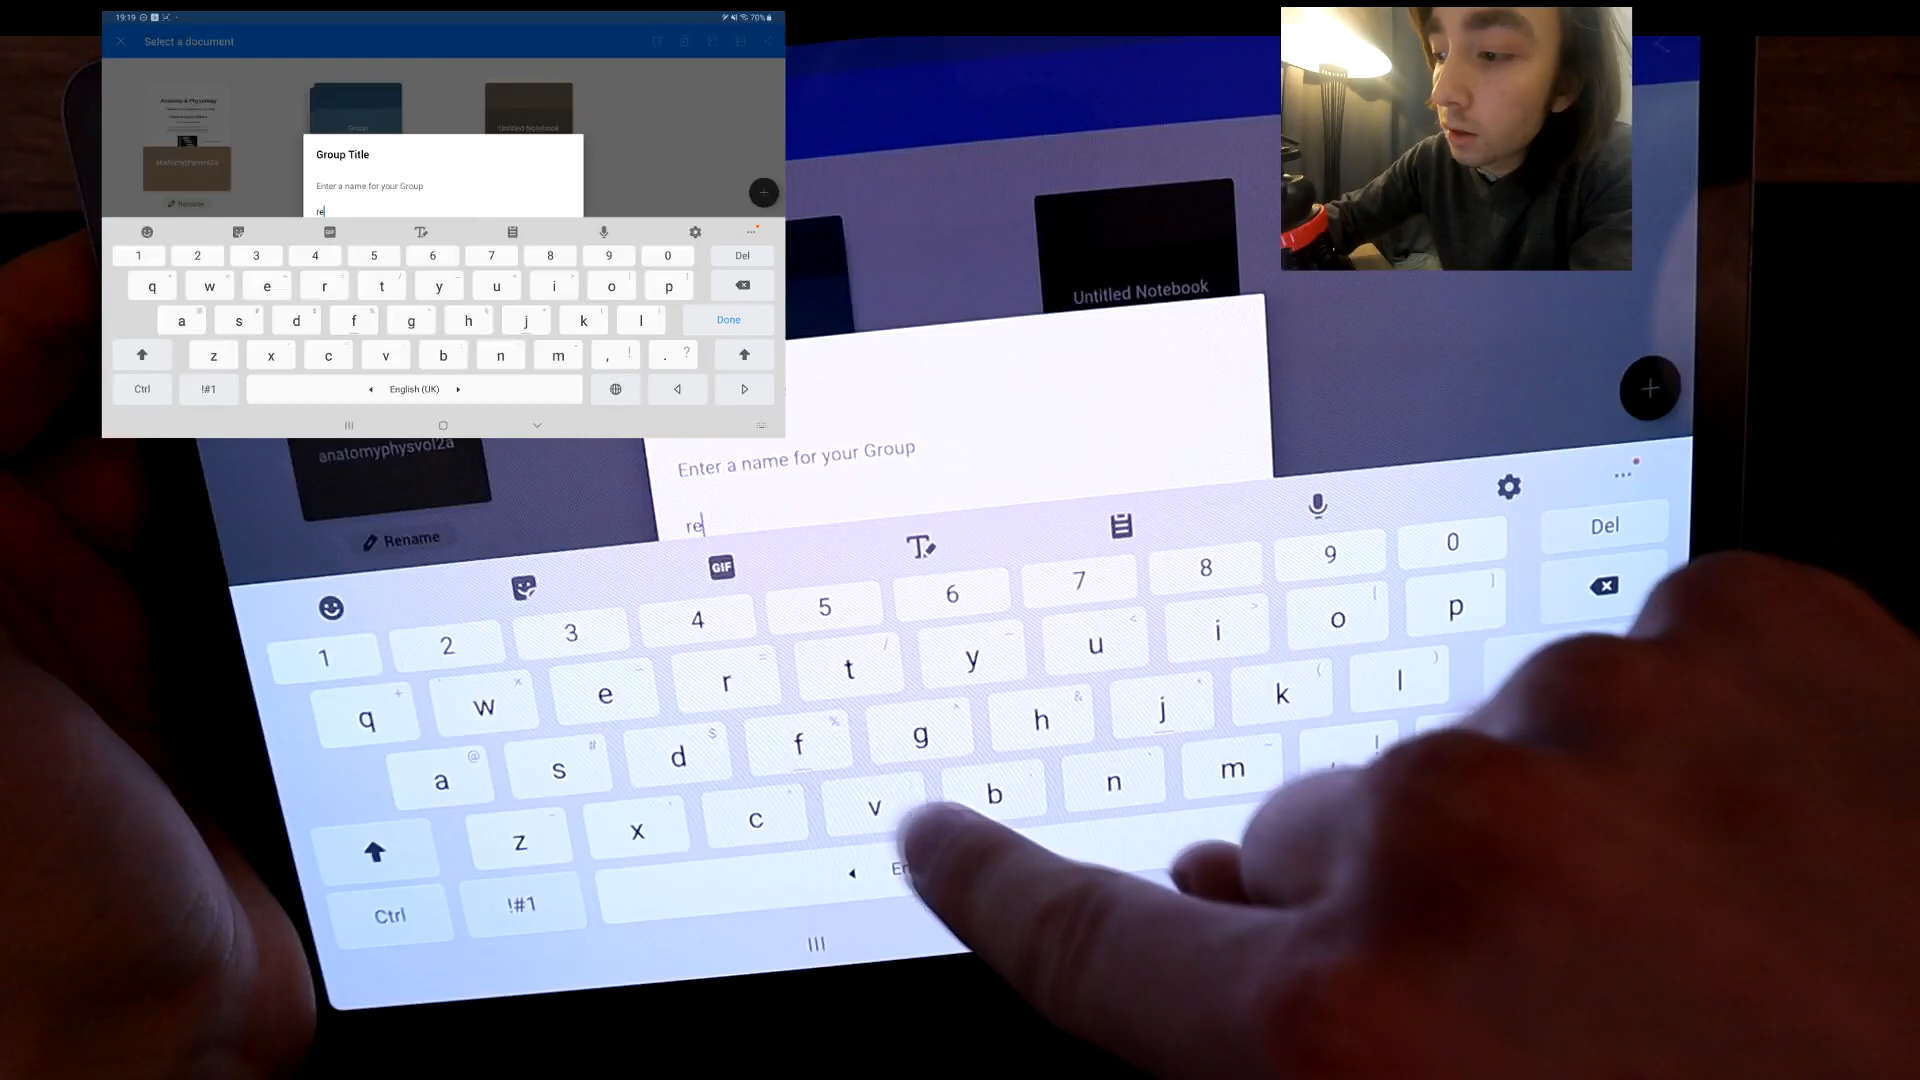 19:19
70%
Select a document
Anatomy & Physiology
Group
Untitled Notebook
anatomyphysvol2a
Rename
Group Title
Enter a name for your Group
re
GIF
1 2 3 4 5 6 7 8 9 0 Del
q w e r t y u i o p
a s d f g h j k l Done
z x c v b n m , ! . ?
Ctrl !#1 English (UK)
Untitled Notebook
anatomyphysvol2a
Rename
Enter a name for your Group
re
GIF
1 2 3 4 5 6 7 8 9 0 Del
q w e r t y u i o p
a s d f g h j k l
z x c v b n m , !
Ctrl !#1